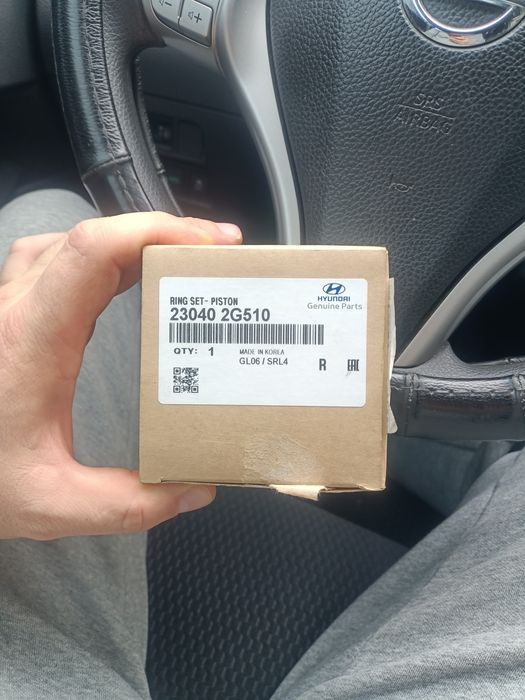 SRS
AIRBAG
RING SET- PISTON
23040 2G510
HYUNDAI
Genuine Parts
QTY: 1
MADE IN KOREA
GL06 / SRL4
R
EAC